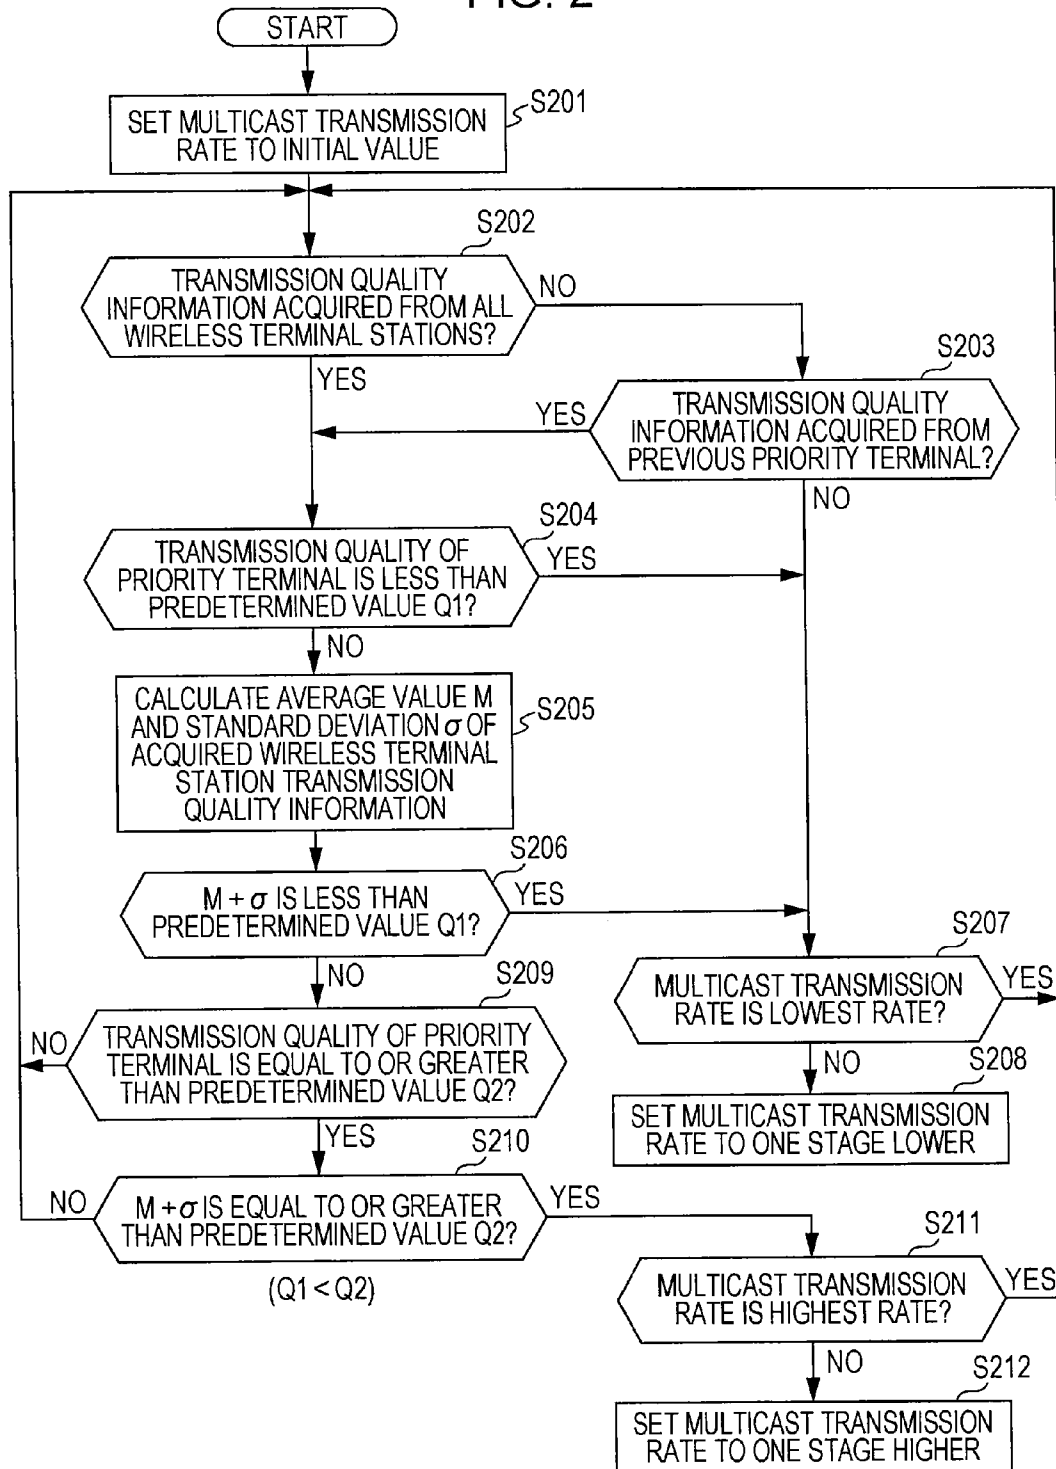 FIG. 2
START
S201
SET MULTICAST TRANSMISSION
RATE TO INITIAL VALUE
S202
TRANSMISSION QUALITY
INFORMATION ACQUIRED FROM ALL
WIRELESS TERMINAL STATIONS?
NO
YES
S203
TRANSMISSION QUALITY
INFORMATION ACQUIRED FROM
PREVIOUS PRIORITY TERMINAL?
YES
NO
S204
TRANSMISSION QUALITY OF
PRIORITY TERMINAL IS LESS THAN
PREDETERMINED VALUE Q1?
YES
NO
S205
CALCULATE AVERAGE VALUE M
AND STANDARD DEVIATION σ OF
ACQUIRED WIRELESS TERMINAL
STATION TRANSMISSION
QUALITY INFORMATION
S206
M + σ IS LESS THAN
PREDETERMINED VALUE Q1?
YES
NO
S207
MULTICAST TRANSMISSION
RATE IS LOWEST RATE?
YES
NO
S208
SET MULTICAST TRANSMISSION
RATE TO ONE STAGE LOWER
S209
TRANSMISSION QUALITY OF PRIORITY
TERMINAL IS EQUAL TO OR GREATER
THAN PREDETERMINED VALUE Q2?
NO
YES
S210
M + σ IS EQUAL TO OR GREATER
THAN PREDETERMINED VALUE Q2?
NO
YES
(Q1 < Q2)
S211
MULTICAST TRANSMISSION
RATE IS HIGHEST RATE?
YES
NO
S212
SET MULTICAST TRANSMISSION
RATE TO ONE STAGE HIGHER